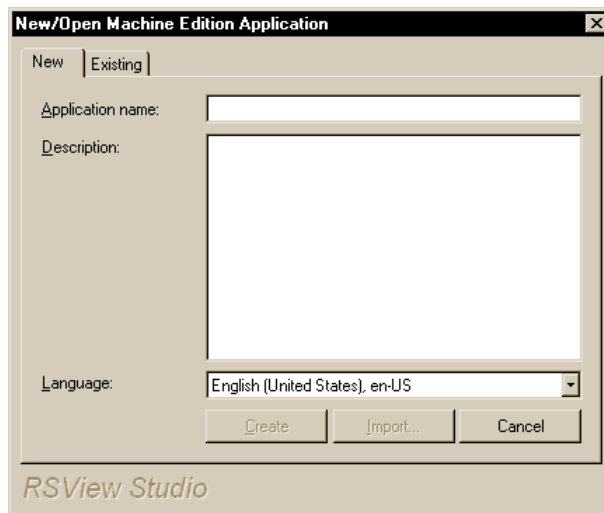 New/Open Machine Edition Application
New Existing
Application name:
Description:
Language: English (United States), en-US
Create Import... Cancel
RSView Studio